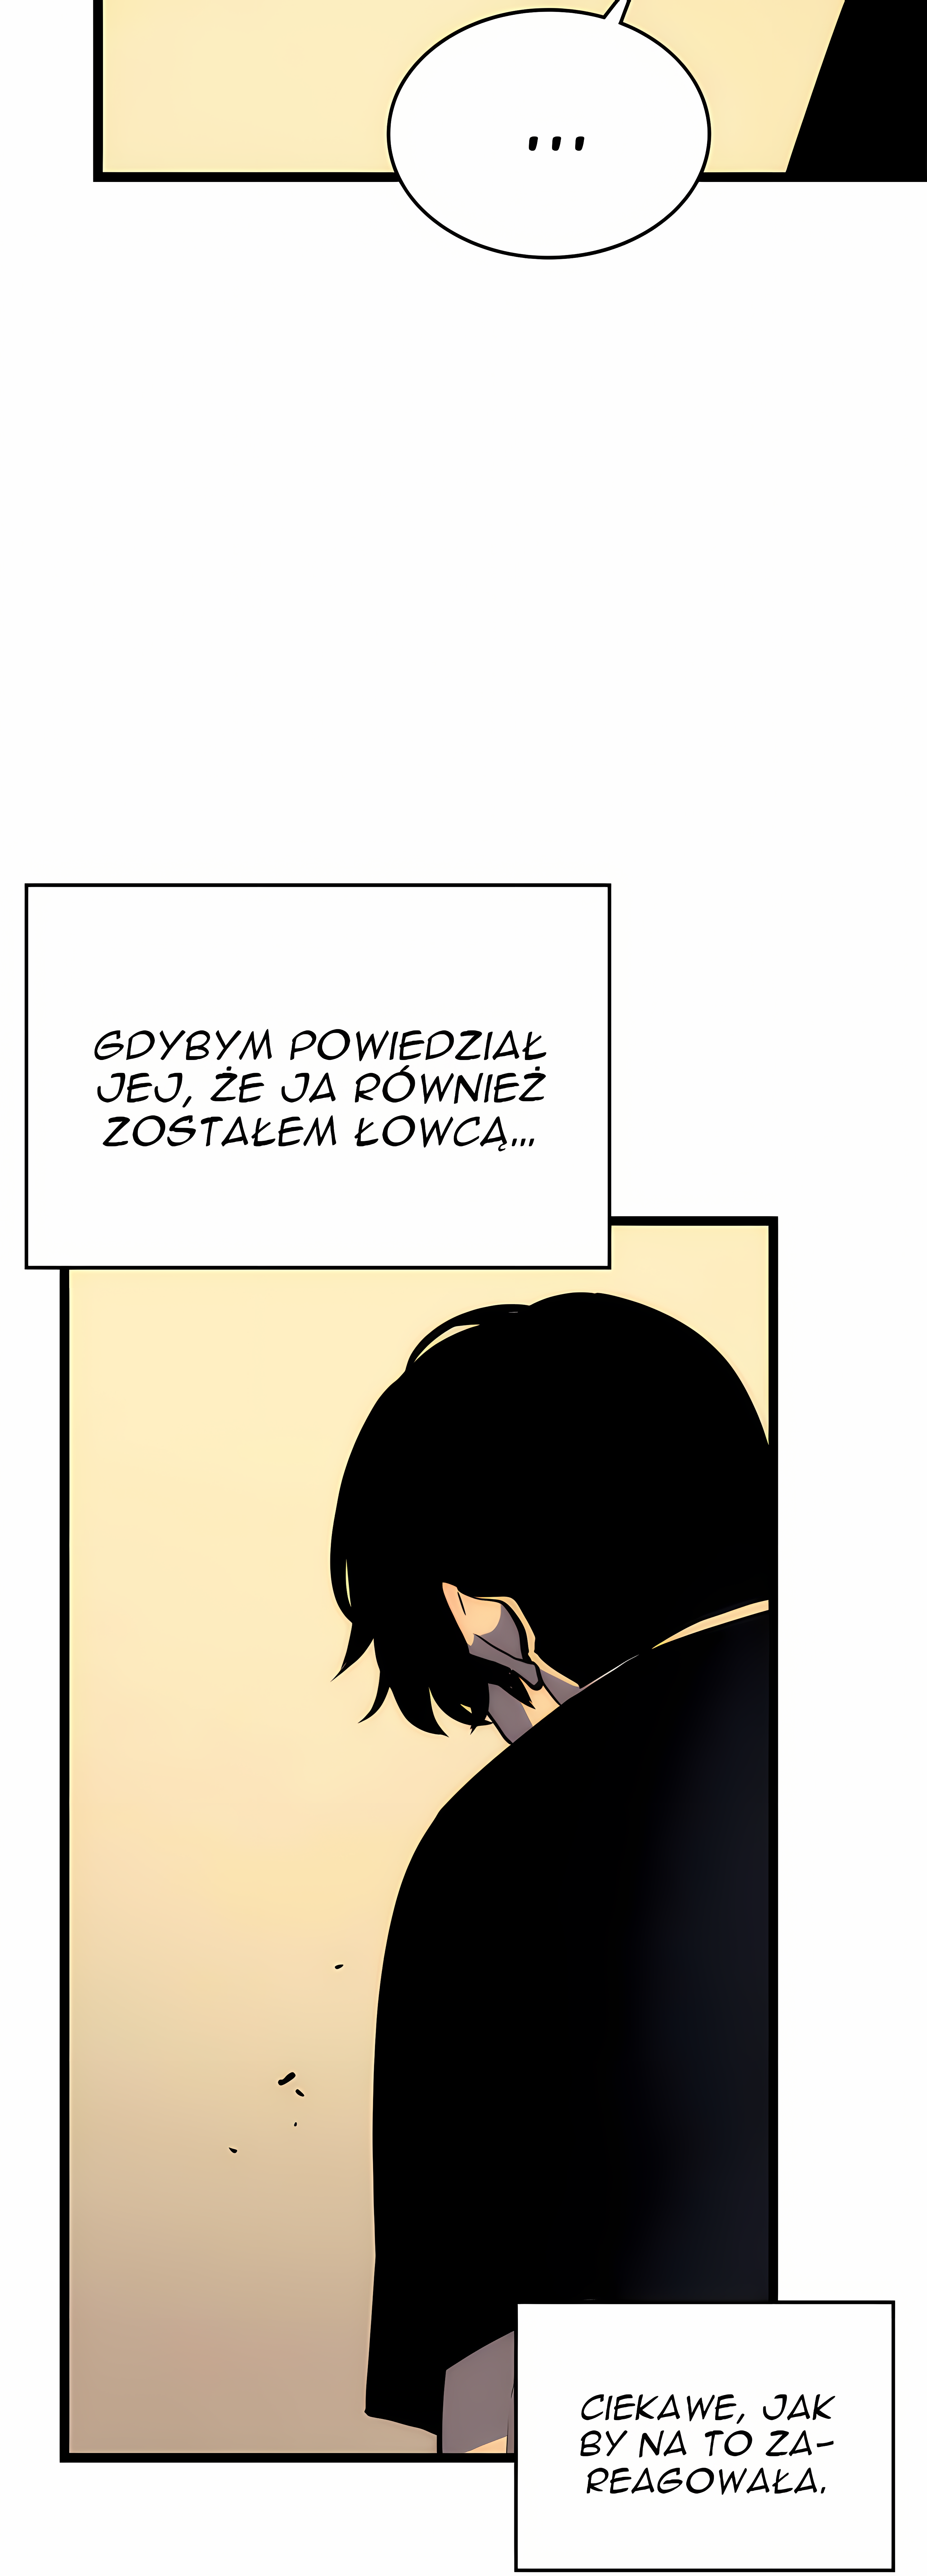 ...
GDYBYM POWIEDZIAŁ
JEJ, ŻE JA RÓWNIEŻ
ZOSTAŁEM ŁOWCĄ...
CIEKAWE, JAK
BY NA TO ZA-
REAGOWAŁA.